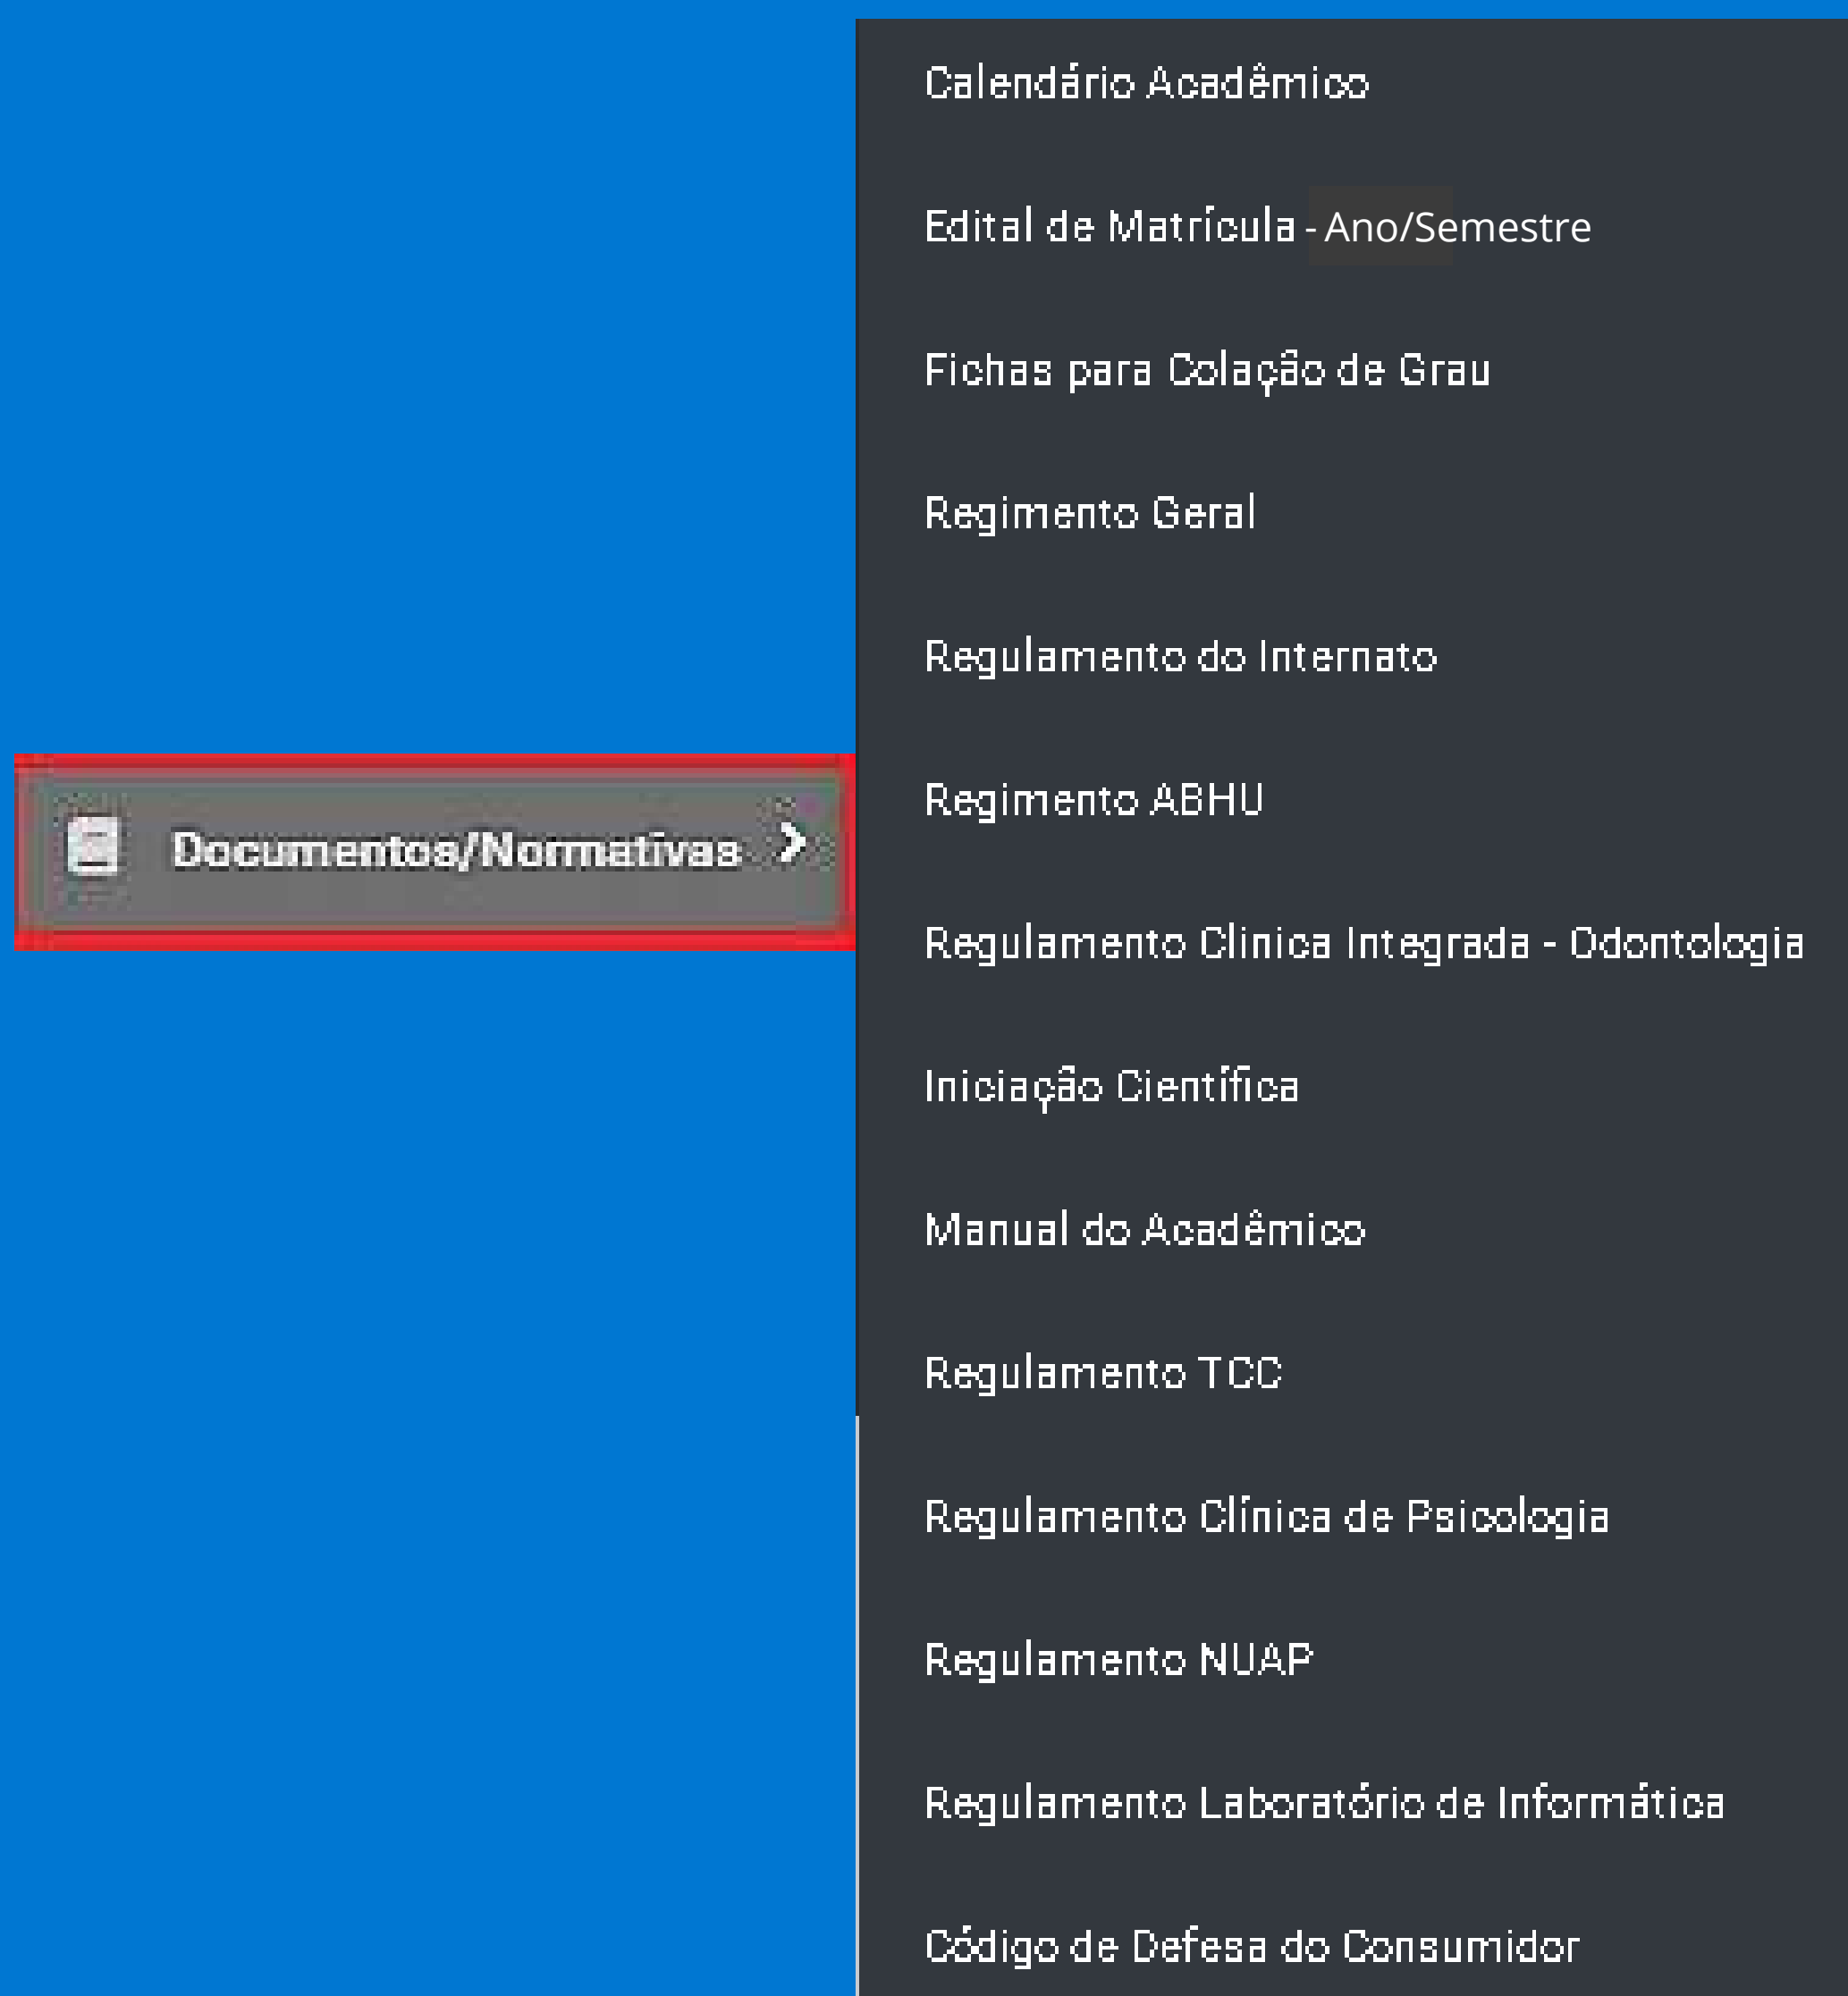 Calendário Acadêmico
Edital de Matrícula - Ano/Semestre
Fichas para Colação de Grau
Regimento Geral
Regulamento do Internato
Regimento ABHU
Documentos/Normativas
Regulamento Clinica Integrada - Odontologia
Iniciação Científica
Manual do Acadêmico
Regulamento TCC
Regulamento Clínica de Psicologia
Regulamento NUAP
Regulamento Laboratório de Informática
Código de Defesa do Consumidor